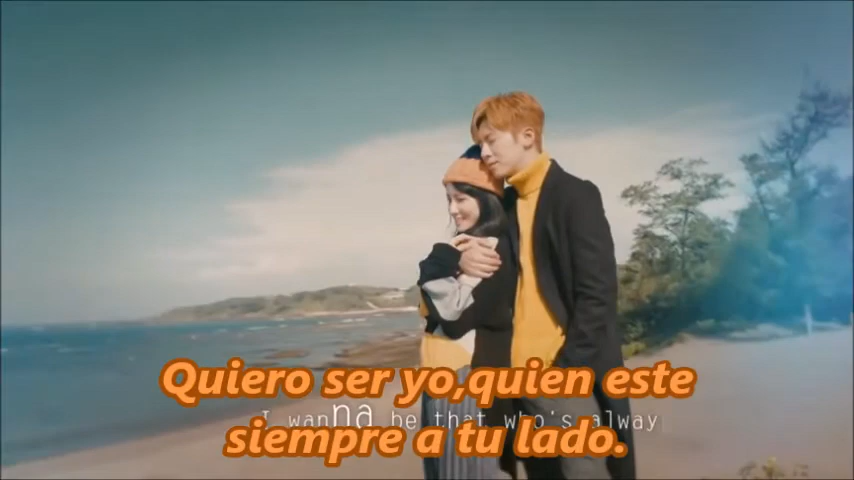 Quiero ser yo,quien este
I wanna be that who's alway
siempre a tu lado.